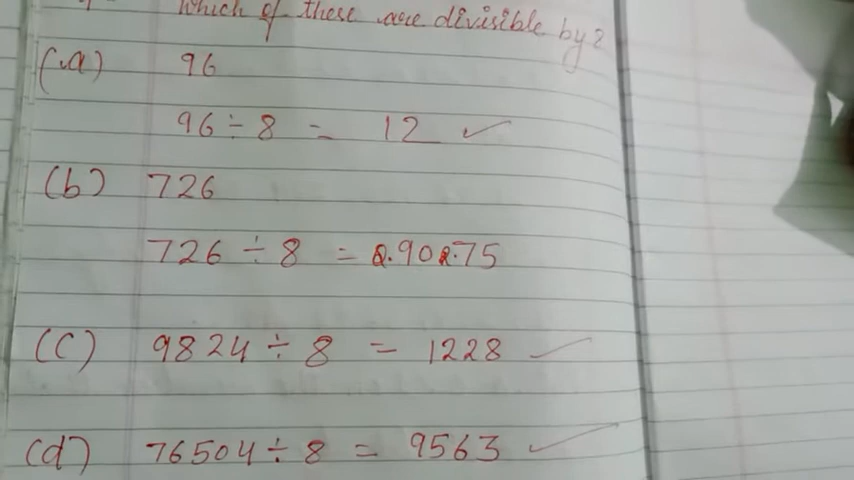 Which of these are divisible by 8
(a) 96
96 ÷ 8 = 12 ✓
(b) 726
726 ÷ 8 = 90.75
(c) 9824 ÷ 8 = 1228 ✓
(d) 76504 ÷ 8 = 9563 ✓